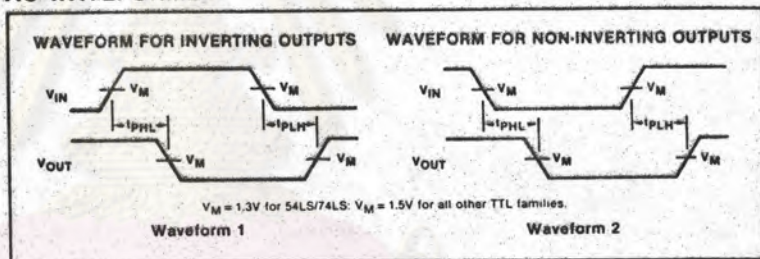 WAVEFORM FOR INVERTING OUTPUTS
WAVEFORM FOR NON-INVERTING OUTPUTS
VIN
VM
VM
tPHL
tPLH
VOUT
VM
VM
VIN
VM
VM
tPHL
tPLH
VOUT
VM
VM
VM = 1.3V for 54LS/74LS: VM = 1.5V for all other TTL families.
Waveform 1
Waveform 2